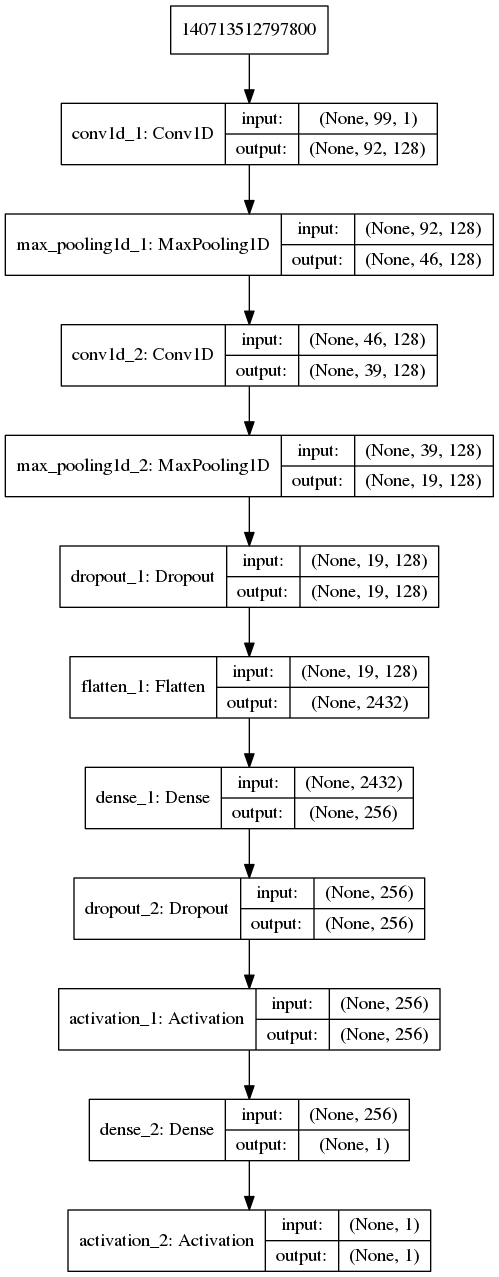 140713512797800
conv1d_1: Conv1D
input:
(None, 99, 1)
output:
(None, 92, 128)
max_pooling1d_1: MaxPooling1D
input:
(None, 92, 128)
output:
(None, 46, 128)
conv1d_2: Conv1D
input:
(None, 46, 128)
output:
(None, 39, 128)
max_pooling1d_2: MaxPooling1D
input:
(None, 39, 128)
output:
(None, 19, 128)
dropout_1: Dropout
input:
(None, 19, 128)
output:
(None, 19, 128)
flatten_1: Flatten
input:
(None, 19, 128)
output:
(None, 2432)
dense_1: Dense
input:
(None, 2432)
output:
(None, 256)
dropout_2: Dropout
input:
(None, 256)
output:
(None, 256)
activation_1: Activation
input:
(None, 256)
output:
(None, 256)
dense_2: Dense
input:
(None, 256)
output:
(None, 1)
activation_2: Activation
input:
(None, 1)
output:
(None, 1)